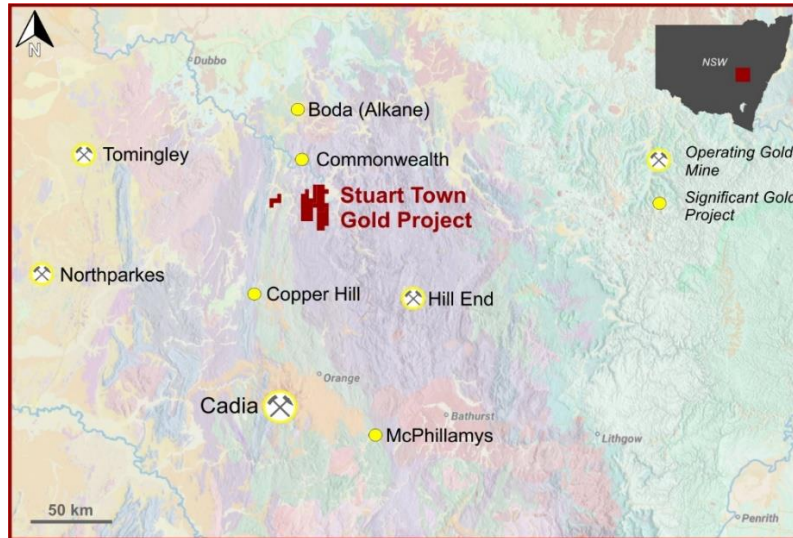 N
Dubbo
NSW
Boda (Alkane)
Tomingley
Commonwealth
Operating Gold
Mine
Stuart Town
Gold Project
Significant Gold
Project
Northparkes
Copper Hill
Hill End
Orange
Cadia
Bathurst
McPhillamys
Lithgow
50 km
Penrith